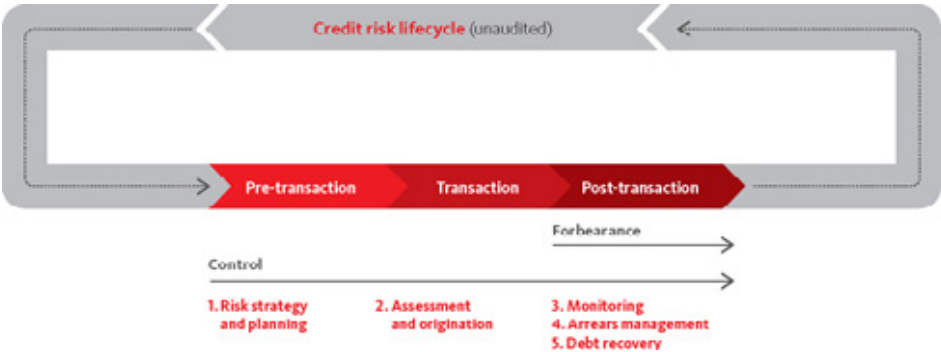 Credit risk lifecycle (unaudited)
Pre-transaction
Transaction
Post-transaction
Forbearance
Control
1. Risk strategy
and planning
2. Assessment
and origination
3. Monitoring
4. Arrears management
5. Debt recovery